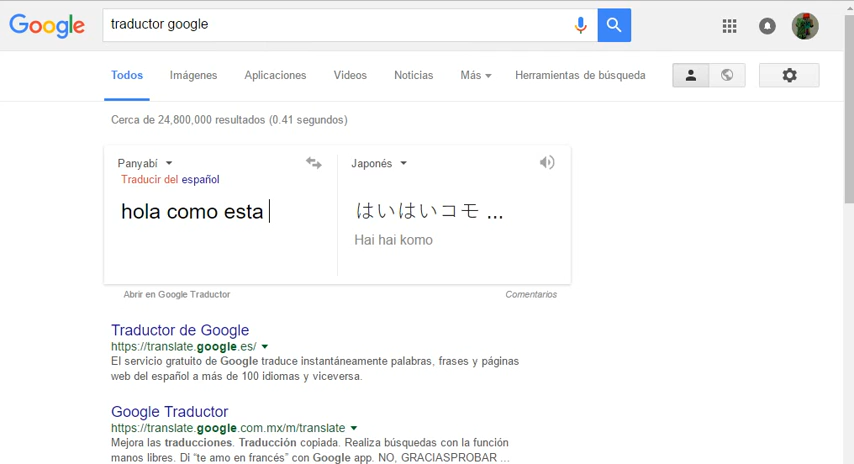 Google
traductor google
Todos Imágenes Aplicaciones Videos Noticias Más Herramientas de búsqueda
Cerca de 24,800,000 resultados (0.41 segundos)
Panyabí
Traducir del español
hola como esta
Japonés
はいはいコモ ...
Hai hai komo
Abrir en Google Traductor
Comentarios
Traductor de Google
https://translate.google.es/
El servicio gratuito de Google traduce instantáneamente palabras, frases y páginas
web del español a más de 100 idiomas y viceversa.
Google Traductor
https://translate.google.com.mx/m/translate
Mejora las traducciones. Traducción copiada. Realiza búsquedas con la función
manos libres. Di “te amo en francés” con Google app. NO, GRACIASPROBAR ...